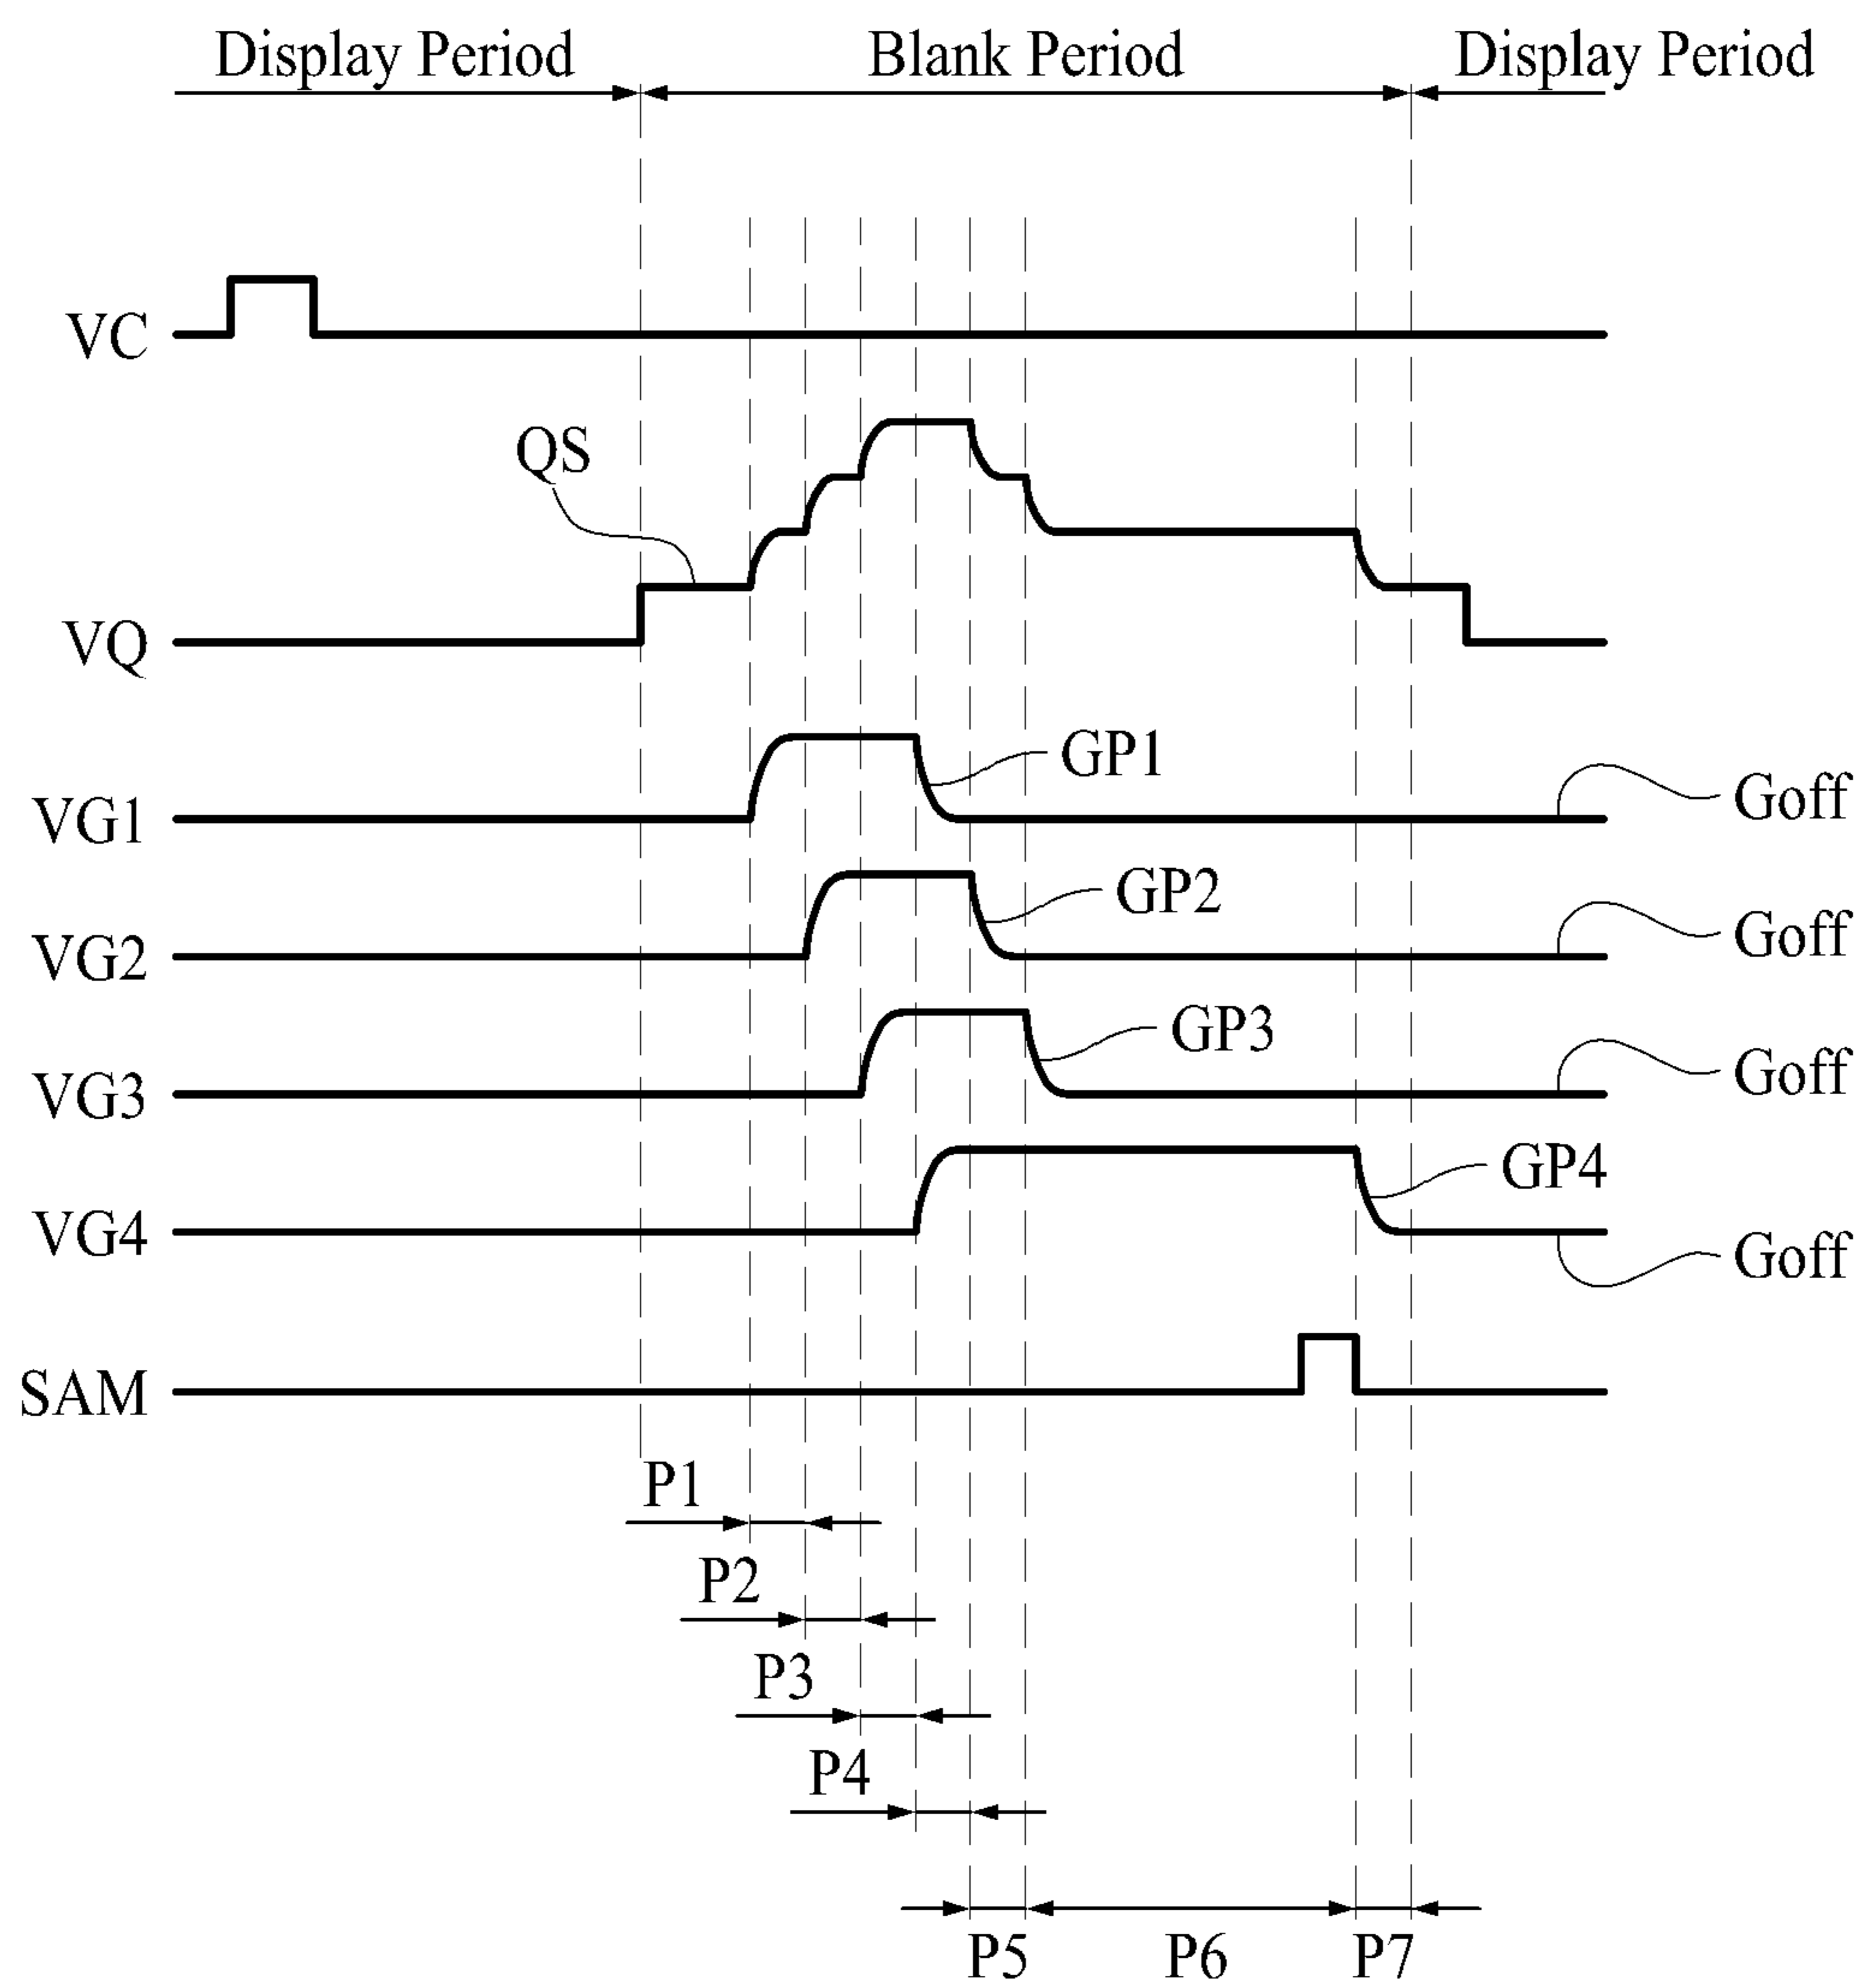 Display Period Blank Period Display Period
VC
QS
VQ
GP1
VG1 Goff
GP2
VG2 Goff
GP3
VG3 Goff
GP4
VG4 Goff
SAM
P1
P2
P3
P4
P5 P6 P7